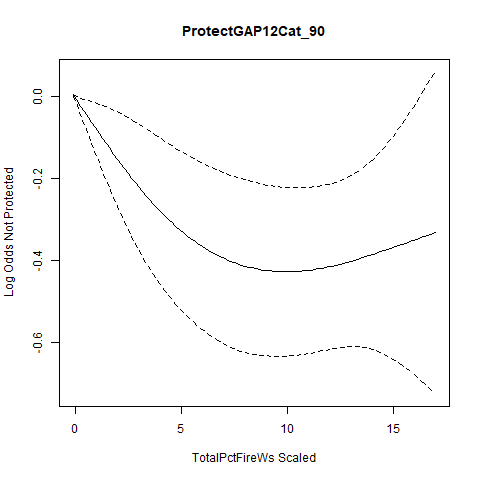 ProtectGAP12Cat_90
Log Odds Not Protected
0.0
-0.2
-0.4
-0.6
0 5 10 15
TotalPctFireWs Scaled